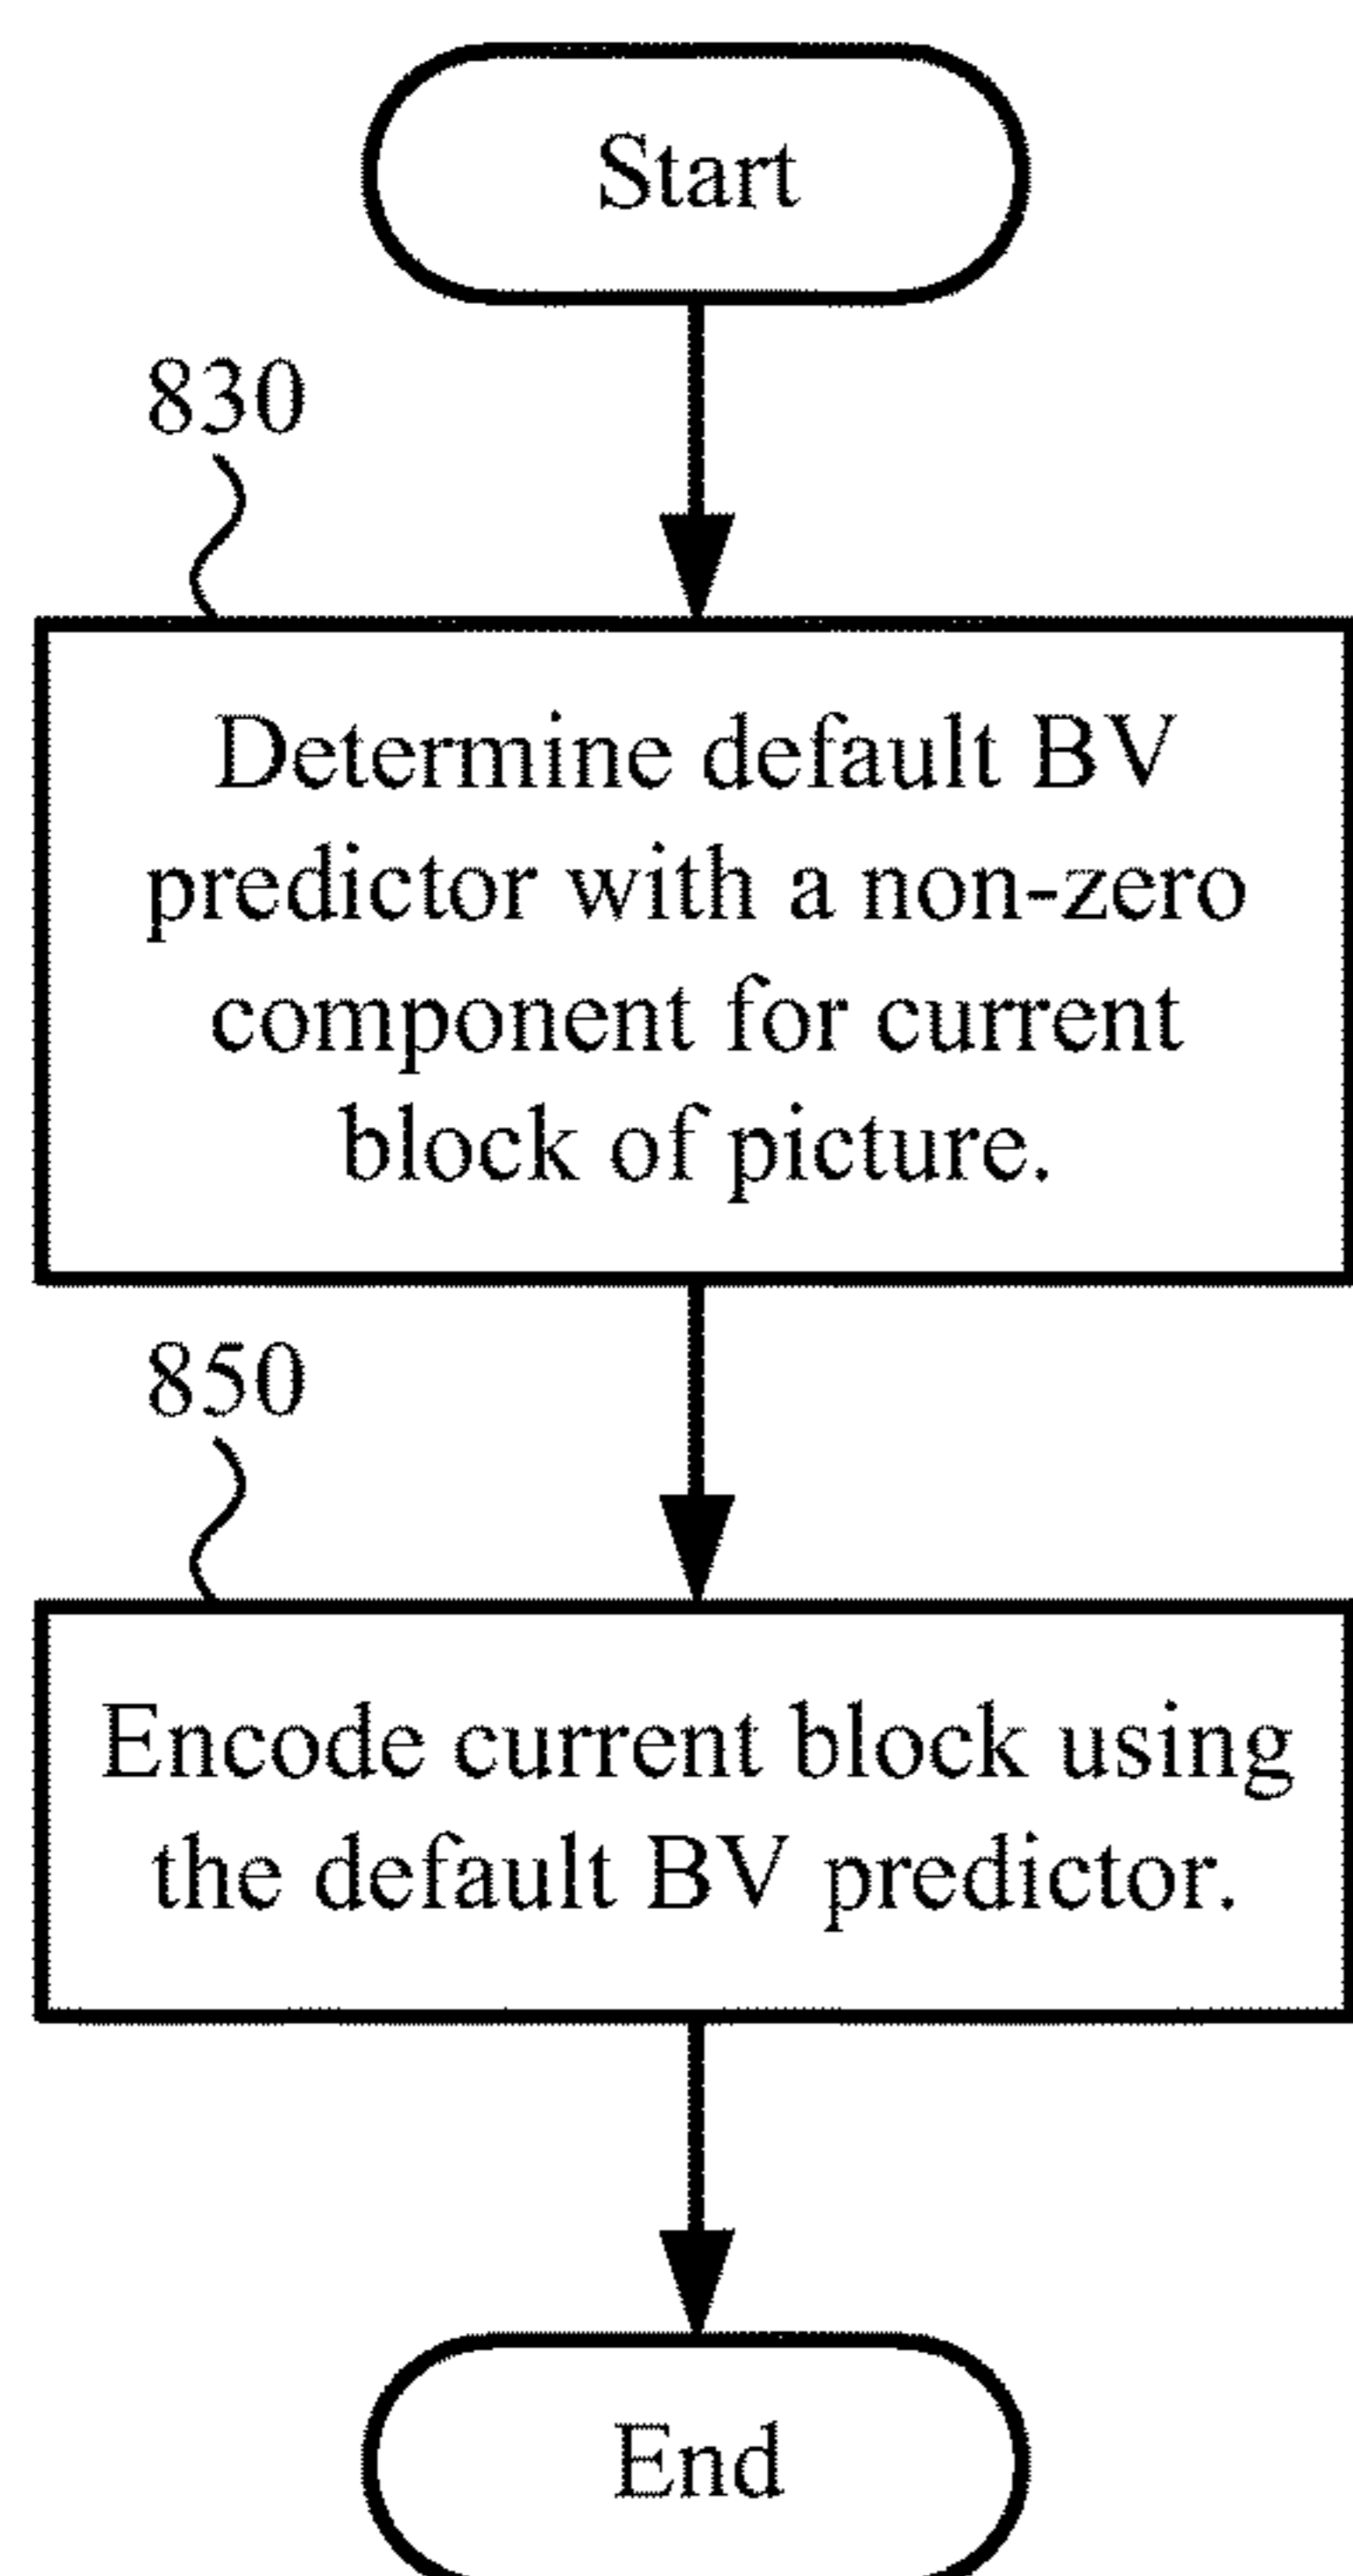 Start
830
Determine default BV
predictor with a non-zero
component for current
block of picture.
850
Encode current block using
the default BV predictor.
End